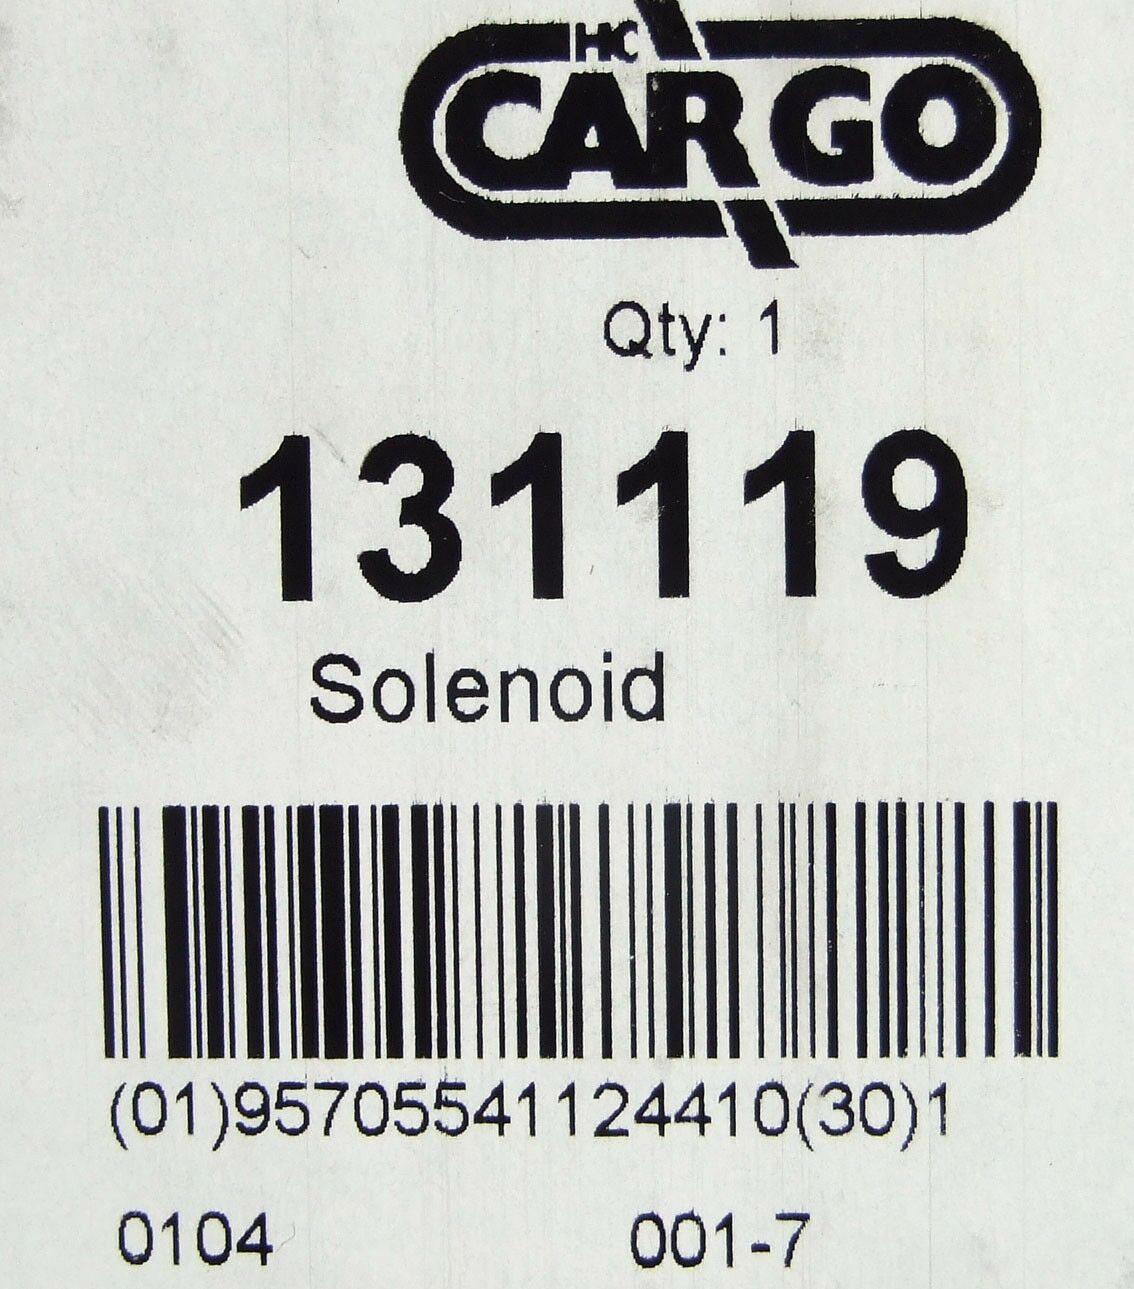 HC
CARGO
Qty: 1
131119
Solenoid
(01)95705541124410(30)1
0104 001-7